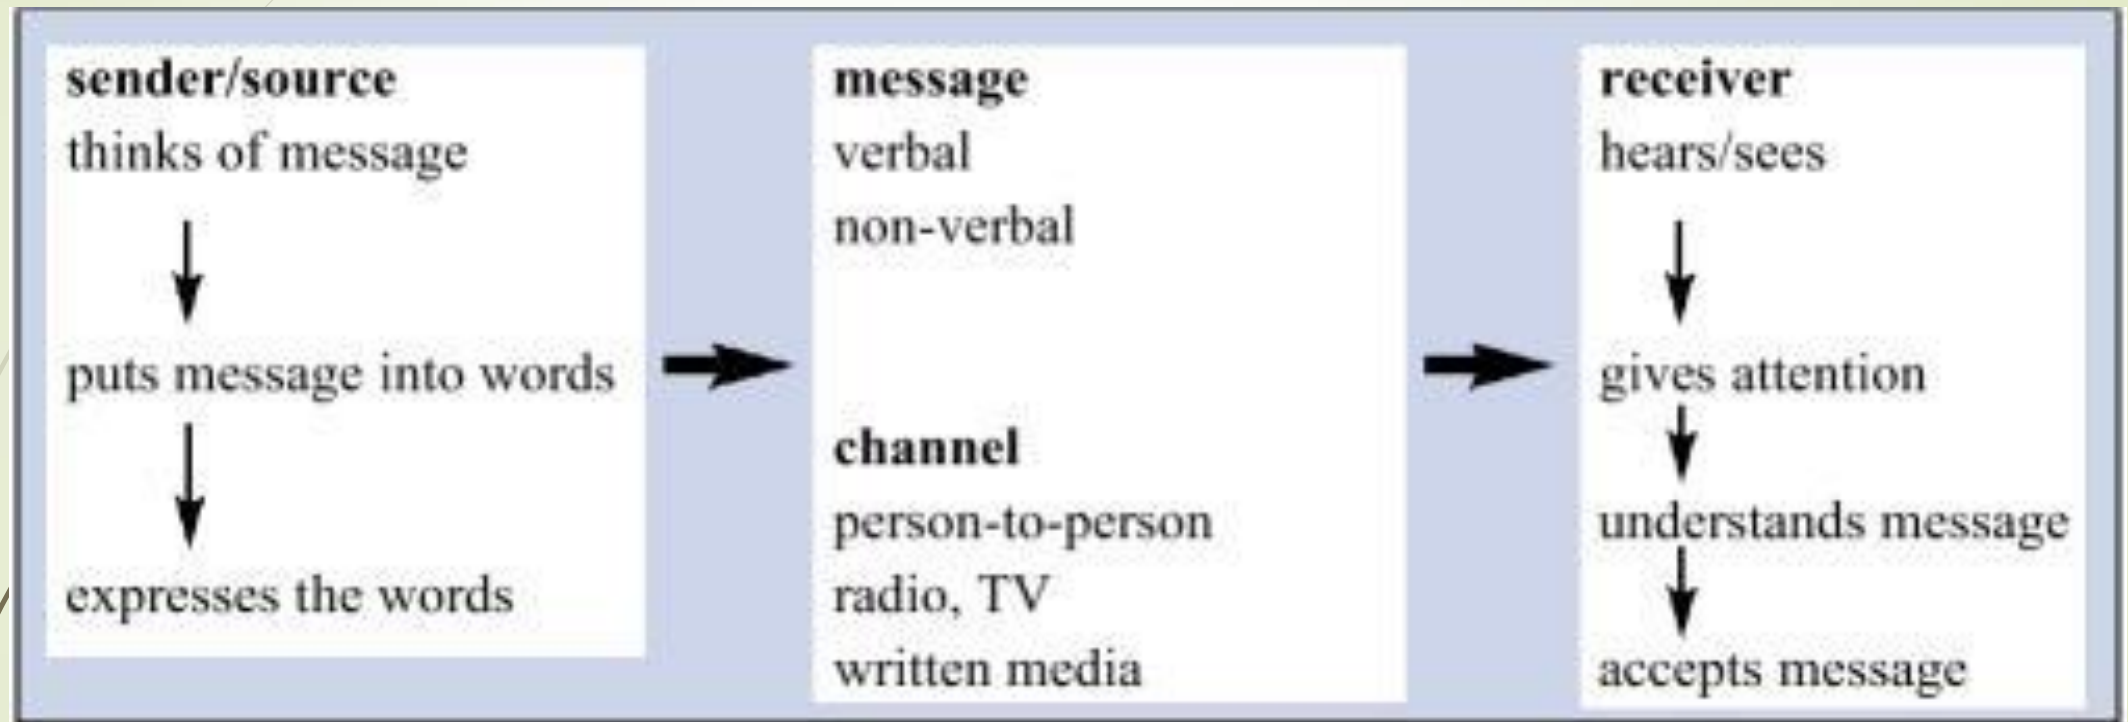 sender/source
thinks of message
puts message into words
expresses the words
message
verbal
non-verbal
channel
person-to-person
radio, TV
written media
receiver
hears/sees
gives attention
understands message
accepts message